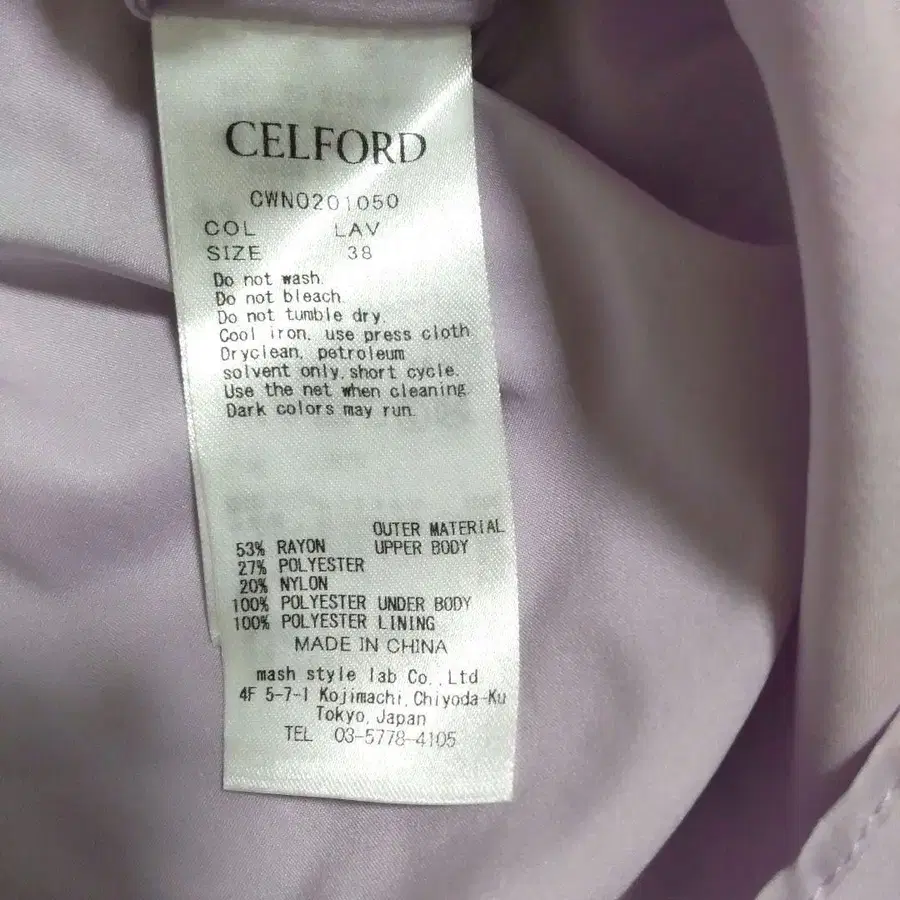 CELFORD
CWNO201050
COL LAV
SIZE 38
Do not wash.
Do not bleach.
Do not tumble dry.
Cool iron, use press cloth.
Dryclean, petroleum
solvent only,short cycle.
Use the net when cleaning.
Dark colors may run.
OUTER MATERIAL
53% RAYON UPPER BODY
27% POLYESTER
20% NYLON
100% POLYESTER UNDER BODY
100% POLYESTER LINING
MADE IN CHINA
mash style lab Co.,Ltd
4F 5-7-1 Kojimachi,Chiyoda-Ku
Tokyo,Japan
TEL 03-5778-4105